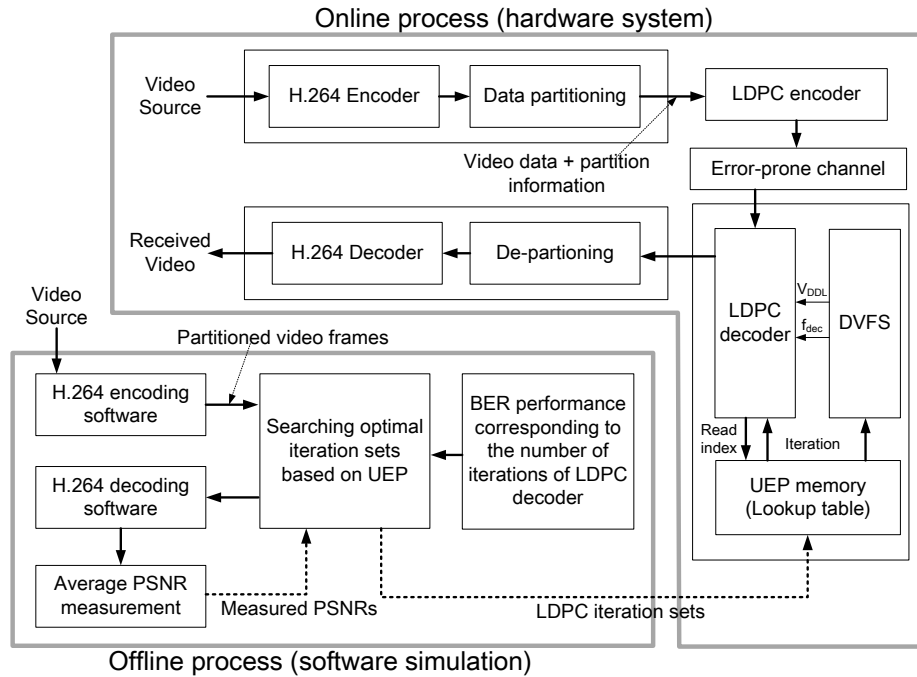 Online process (hardware system)
Video
Source
H.264 Encoder
Data partitioning
LDPC encoder
Video data + partition
information
Error-prone channel
Received
Video
H.264 Decoder
De-partioning
LDPC
decoder
V_DDL
f_dec
DVFS
Read
index
Iteration
UEP memory
(Lookup table)
Video
Source
Partitioned video frames
H.264 encoding
software
Searching optimal
iteration sets
based on UEP
BER performance
corresponding to
the number of
iterations of LDPC
decoder
H.264 decoding
software
Average PSNR
measurement
Measured PSNRs
LDPC iteration sets
Offline process (software simulation)